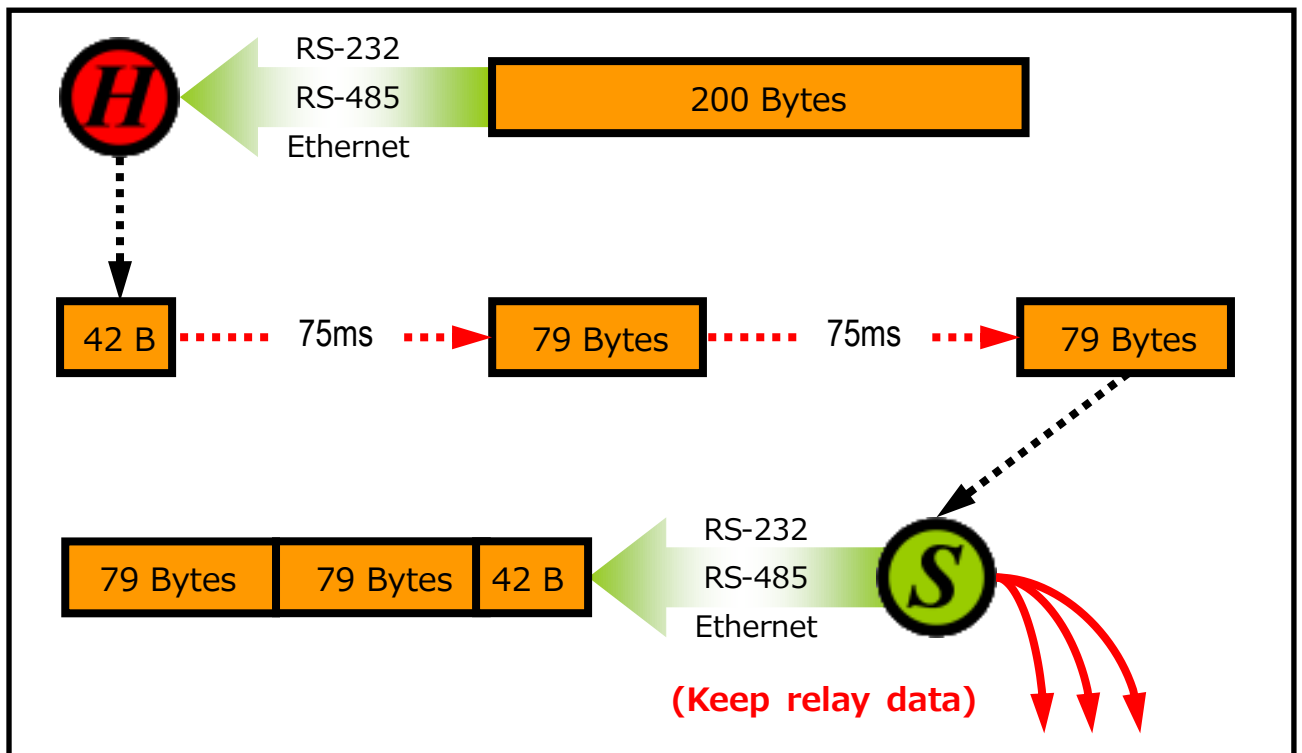 H
RS-232
RS-485
Ethernet
200 Bytes
42 B
75ms
79 Bytes
75ms
79 Bytes
79 Bytes
79 Bytes
42 B
RS-232
RS-485
Ethernet
S
(Keep relay data)